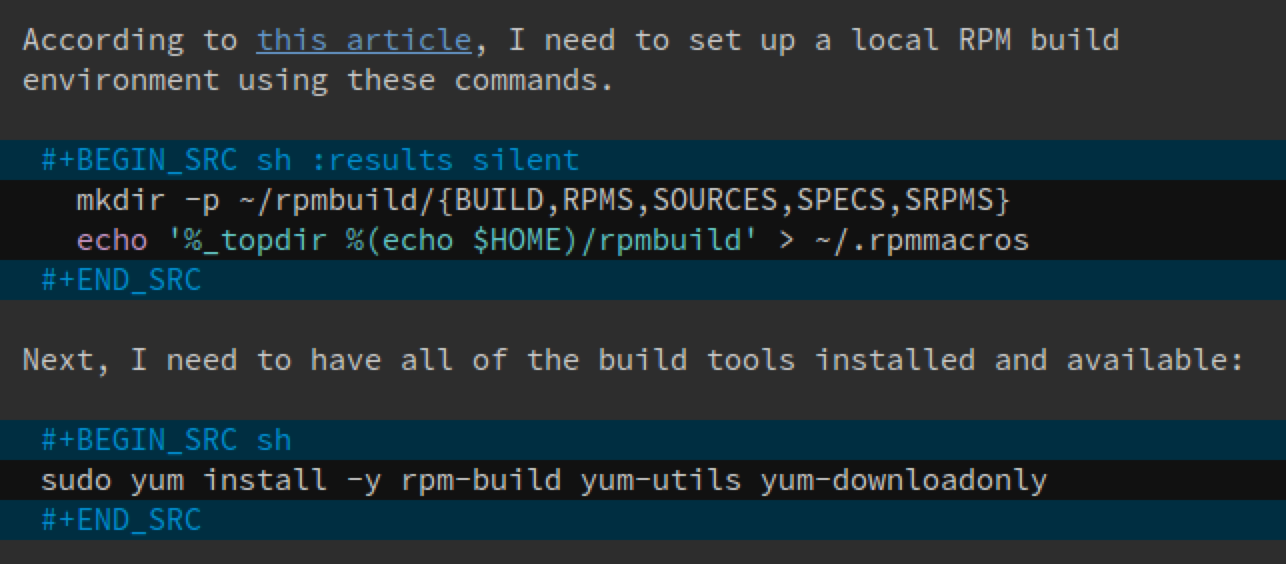 According to this article, I need to set up a local RPM build
environment using these commands.
#+BEGIN_SRC sh :results silent
mkdir -p ~/rpmbuild/{BUILD,RPMS,SOURCES,SPECS,SRPMS}
echo '%_topdir %(echo $HOME)/rpmbuild' > ~/.rpmmacros
#+END_SRC
Next, I need to have all of the build tools installed and available:
#+BEGIN_SRC sh
sudo yum install -y rpm-build yum-utils yum-downloadonly
#+END_SRC